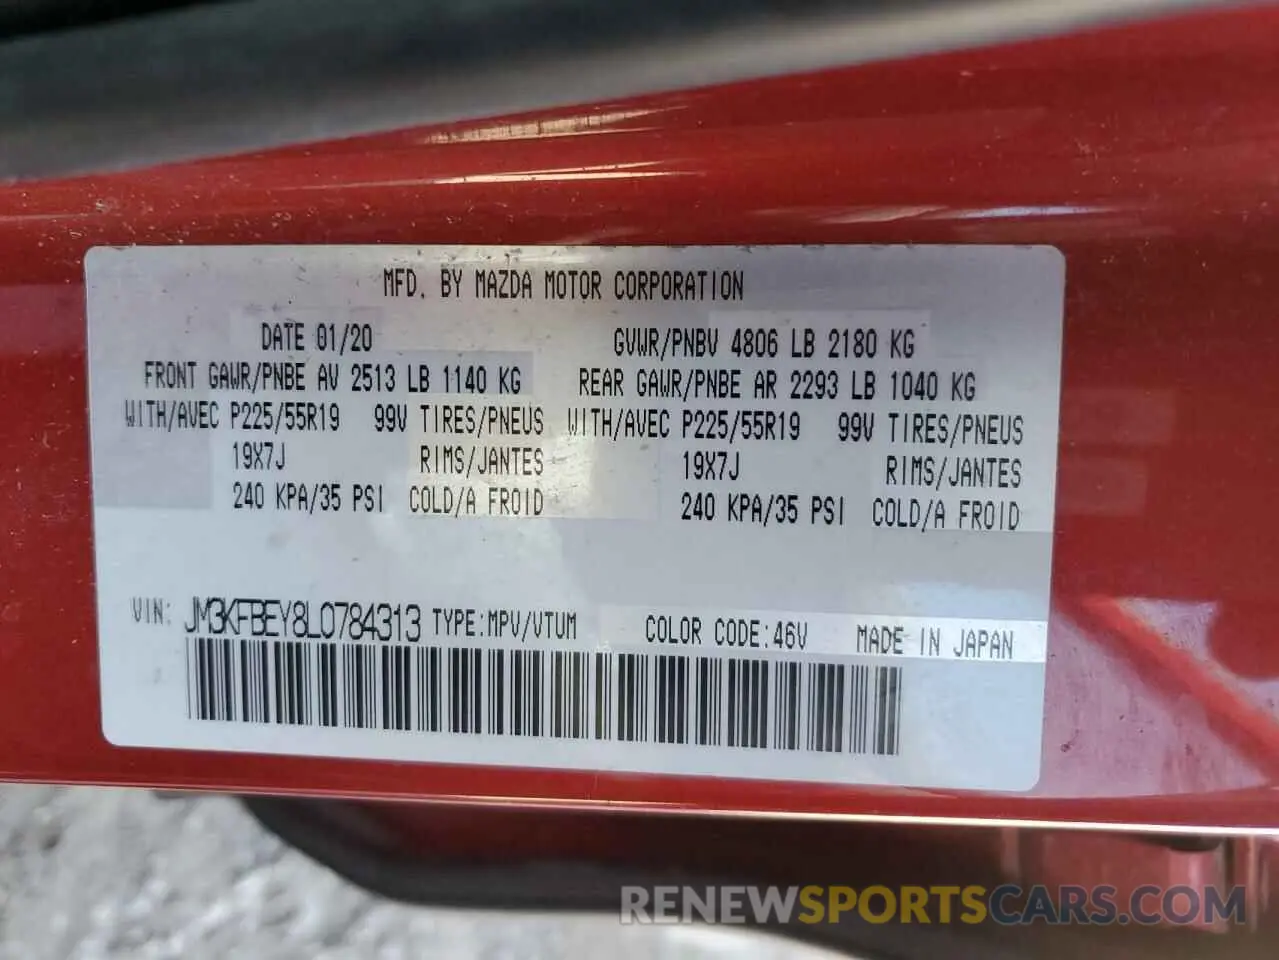 MFD. BY MAZDA MOTOR CORPORATION
DATE 01/20 GVWR/PNBV 4806 LB 2180 KG
FRONT GAWR/PNBE AV 2513 LB 1140 KG REAR GAWR/PNBE AR 2293 LB 1040 KG
WITH/AVEC P225/55R19 99V TIRES/PNEUS WITH/AVEC P225/55R19 99V TIRES/PNEUS
19X7J RIMS/JANTES 19X7J RIMS/JANTES
240 KPA/35 PSI COLD/A FROID 240 KPA/35 PSI COLD/A FROID
VIN: JM3KFBEY8L0784313 TYPE:MPV/VTUM COLOR CODE:46V MADE IN JAPAN
RENEWSPORTSCARS.COM